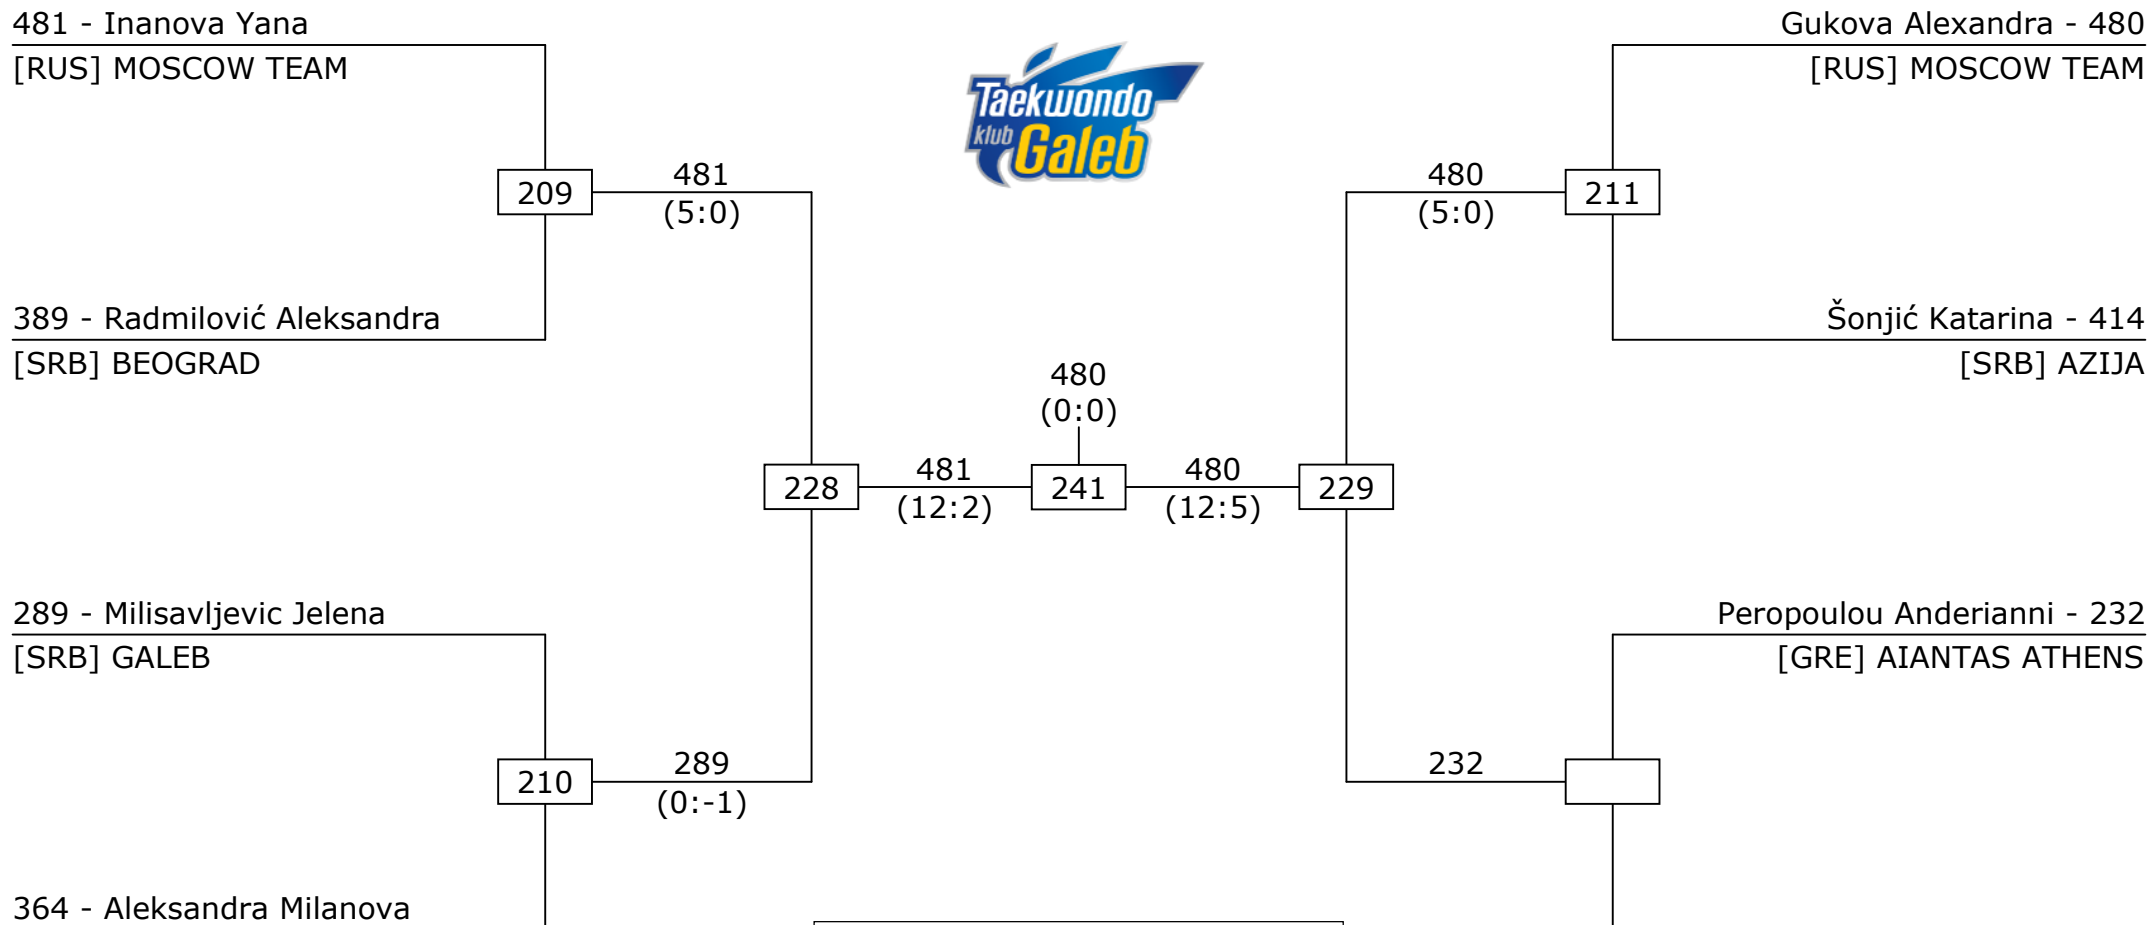 481 - Inanova Yana
[RUS] MOSCOW TEAM
Gukova Alexandra - 480
[RUS] MOSCOW TEAM
Taekwondo
klub Galeb
209
481
(5:0)
480
(5:0)
211
389 - Radmilović Aleksandra
[SRB] BEOGRAD
Šonjić Katarina - 414
[SRB] AZIJA
480
(0:0)
228
481
(12:2)
241
480
(12:5)
229
289 - Milisavljevic Jelena
[SRB] GALEB
Peropoulou Anderianni - 232
[GRE] AIANTAS ATHENS
210
289
(0:-1)
232
364 - Aleksandra Milanova